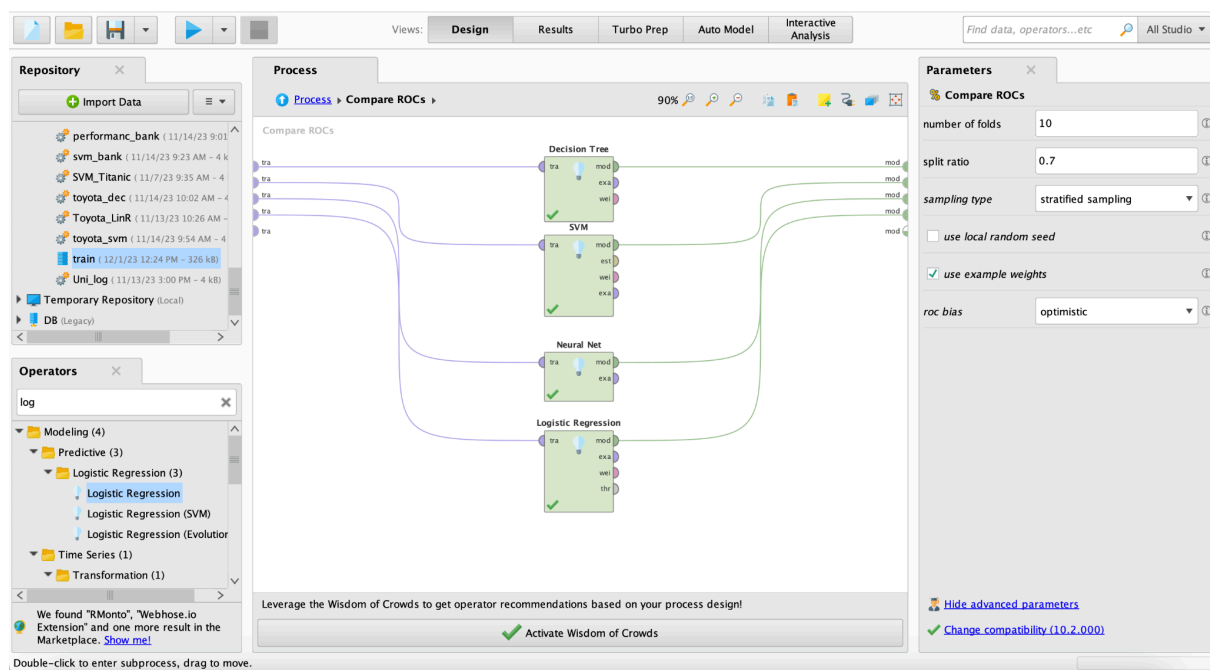 Views:
Design
Results
Turbo Prep
Auto Model
Interactive
Analysis
Find data, operators...etc
All Studio
Repository
Import Data
performanc_bank (11/14/23 9:01
svm_bank (11/14/23 9:23 AM – 4 k
SVM_Titanic (11/7/23 9:35 AM – 4
toyota_dec (11/14/23 10:02 AM – 4
Toyota_LinR (11/13/23 10:26 AM –
toyota_svm (11/14/23 9:54 AM – 4
train (12/1/23 12:24 PM – 326 kB)
Uni_log (11/13/23 3:00 PM – 4 kB)
Temporary Repository (Local)
DB (Legacy)
Operators
log
Modeling (4)
Predictive (3)
Logistic Regression (3)
Logistic Regression
Logistic Regression (SVM)
Logistic Regression (Evolution
Time Series (1)
Transformation (1)
We found "RMonto", "Webhose.io
Extension" and one more result in the
Marketplace. Show me!
Process
Process Compare ROCs
90%
Compare ROCs
tra
tra
tra
tra
tra
Decision Tree
tra mod
exa
wei
SVM
tra mod
est
wei
exa
Neural Net
tra mod
exa
Logistic Regression
tra mod
exa
wei
thr
mod
mod
mod
mod
mod
Leverage the Wisdom of Crowds to get operator recommendations based on your process design!
Activate Wisdom of Crowds
Parameters
Compare ROCs
number of folds 10
split ratio 0.7
sampling type stratified sampling
use local random seed
use example weights
roc bias optimistic
Hide advanced parameters
Change compatibility (10.2.000)
Double-click to enter subprocess, drag to move.